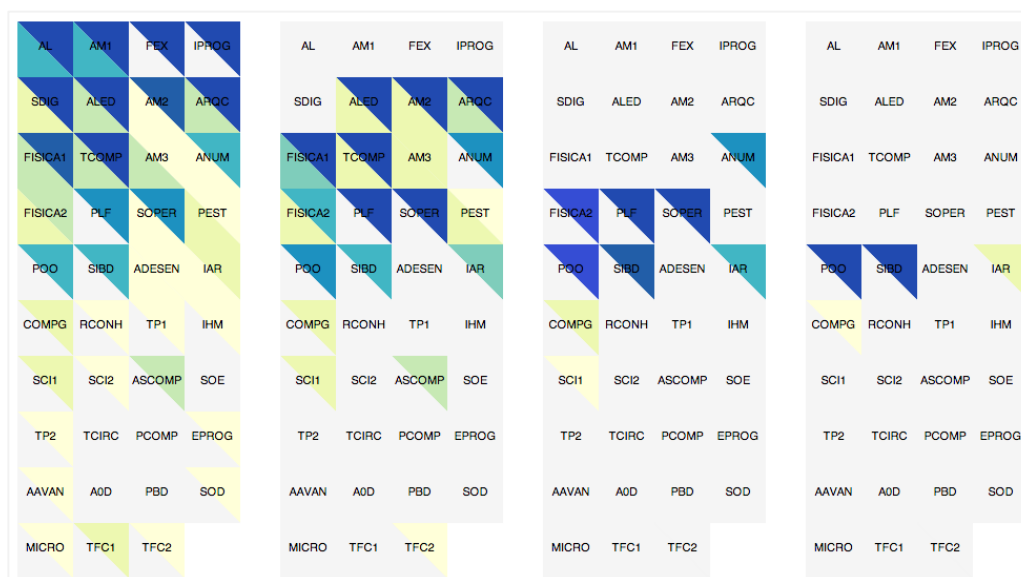 AL AM1 FEX IPROG AL AM1 FEX IPROG AL AM1 FEX IPROG AL AM1 FEX IPROG
SDIG ALED AM2 ARQC SDIG ALED AM2 ARQC SDIG ALED AM2 ARQC SDIG ALED AM2 ARQC
FISICA1 TCOMP AM3 ANUM FISICA1 TCOMP AM3 ANUM FISICA1 TCOMP AM3 ANUM FISICA1 TCOMP AM3 ANUM
FISICA2 PLF SOPER PEST FISICA2 PLF SOPER PEST FISICA2 PLF SOPER PEST FISICA2 PLF SOPER PEST
POO SIBD ADESEN IAR POO SIBD ADESEN IAR POO SIBD ADESEN IAR POO SIBD ADESEN IAR
COMPG RCONH TP1 IHM COMPG RCONH TP1 IHM COMPG RCONH TP1 IHM COMPG RCONH TP1 IHM
SCI1 SCI2 ASCOMP SOE SCI1 SCI2 ASCOMP SOE SCI1 SCI2 ASCOMP SOE SCI1 SCI2 ASCOMP SOE
TP2 TCIRC PCOMP EPROG TP2 TCIRC PCOMP EPROG TP2 TCIRC PCOMP EPROG TP2 TCIRC PCOMP EPROG
AAVAN A0D PBD SOD AAVAN A0D PBD SOD AAVAN A0D PBD SOD AAVAN A0D PBD SOD
MICRO TFC1 TFC2 MICRO TFC1 TFC2 MICRO TFC1 TFC2 MICRO TFC1 TFC2